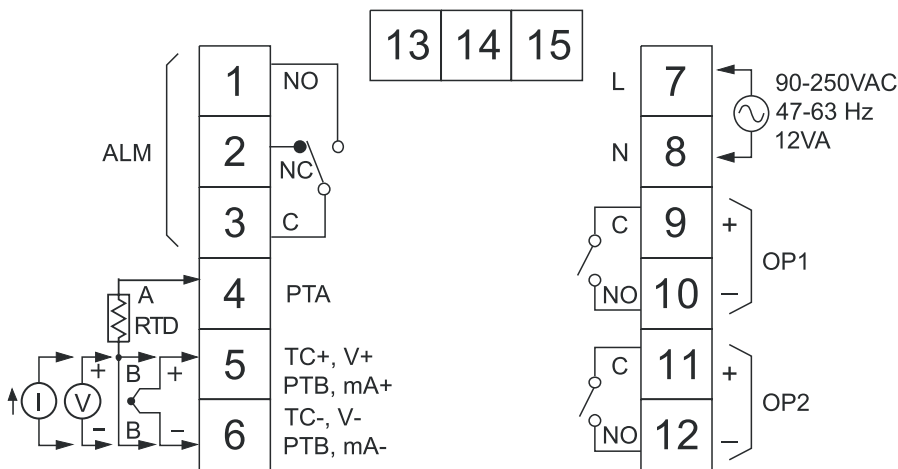 13 14 15
1 NO
2 NC
3 C
ALM
4 PTA
A
RTD
5 TC+, V+
PTB, mA+
6 TC-, V-
PTB, mA-
I V + – B B + –
L 7
N 8
90-250VAC
47-63 Hz
12VA
C 9 +
NO 10 –
OP1
C 11 +
NO 12 –
OP2